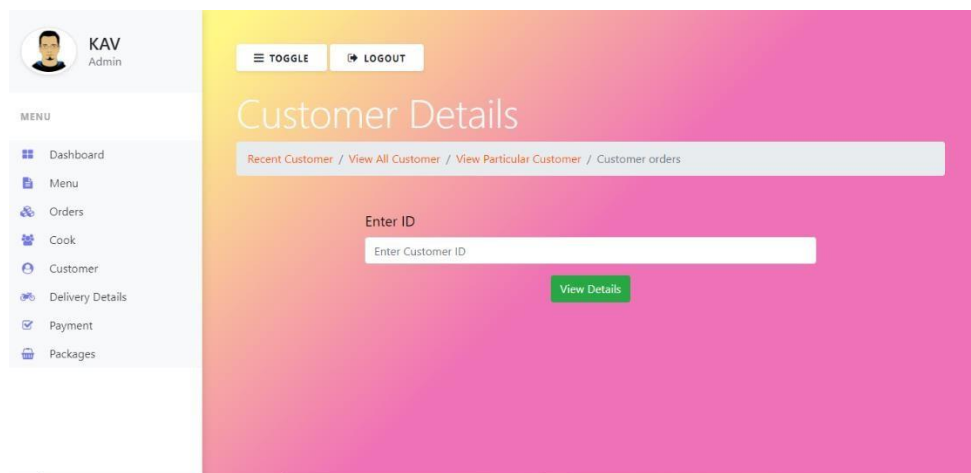 KAV
Admin
MENU
Dashboard
Menu
Orders
Cook
Customer
Delivery Details
Payment
Packages
TOGGLE
LOGOUT
Customer Details
Recent Customer / View All Customer / View Particular Customer / Customer orders
Enter ID
Enter Customer ID
View Details